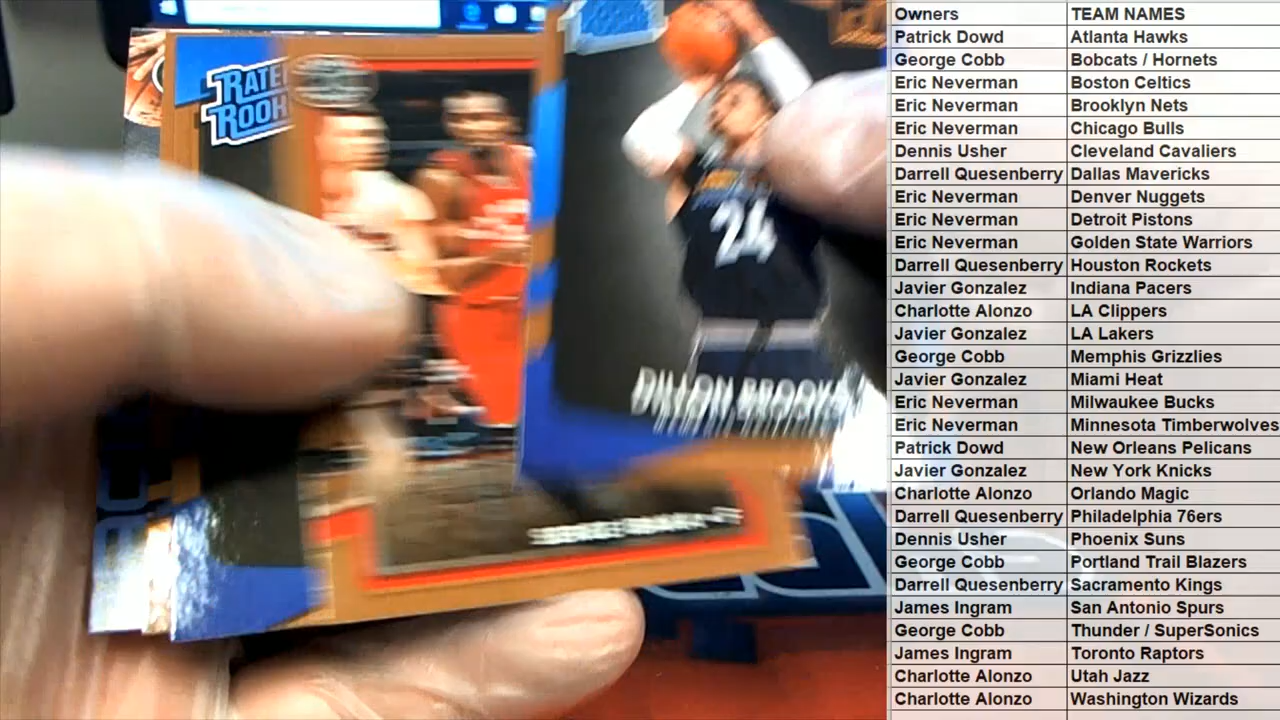 RATED
ROOKIE
24
DILLON BROOKS
Owners TEAM NAMES
Patrick Dowd Atlanta Hawks
George Cobb Bobcats / Hornets
Eric Neverman Boston Celtics
Eric Neverman Brooklyn Nets
Eric Neverman Chicago Bulls
Dennis Usher Cleveland Cavaliers
Darrell Quesenberry Dallas Mavericks
Eric Neverman Denver Nuggets
Eric Neverman Detroit Pistons
Eric Neverman Golden State Warriors
Darrell Quesenberry Houston Rockets
Javier Gonzalez Indiana Pacers
Charlotte Alonzo LA Clippers
Javier Gonzalez LA Lakers
George Cobb Memphis Grizzlies
Javier Gonzalez Miami Heat
Eric Neverman Milwaukee Bucks
Eric Neverman Minnesota Timberwolves
Patrick Dowd New Orleans Pelicans
Javier Gonzalez New York Knicks
Charlotte Alonzo Orlando Magic
Darrell Quesenberry Philadelphia 76ers
Dennis Usher Phoenix Suns
George Cobb Portland Trail Blazers
Darrell Quesenberry Sacramento Kings
James Ingram San Antonio Spurs
George Cobb Thunder / SuperSonics
James Ingram Toronto Raptors
Charlotte Alonzo Utah Jazz
Charlotte Alonzo Washington Wizards